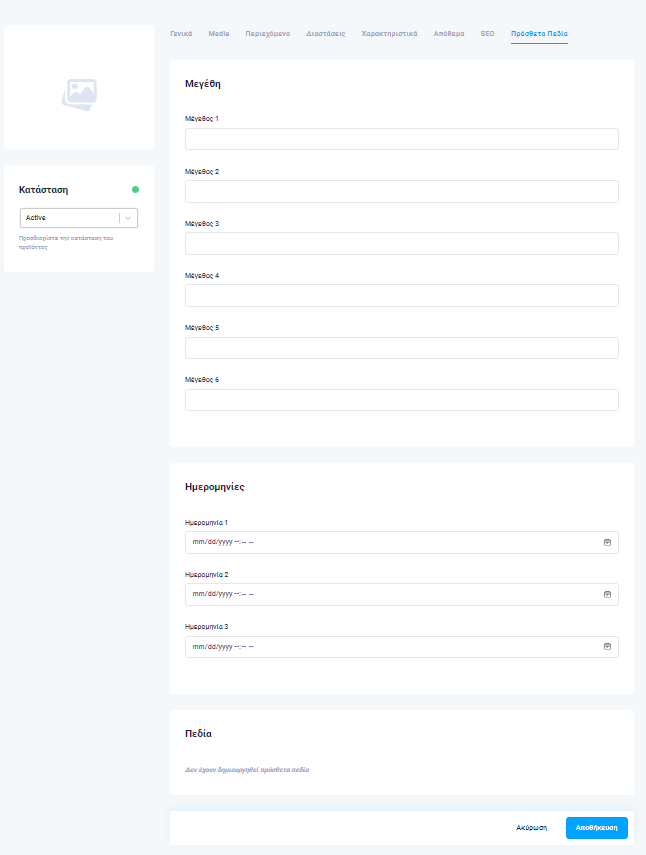 Γενικά Media Περιεχόμενο Διαστάσεις Χαρακτηριστικά Απόθεμα SEO Πρόσθετα Πεδία
Κατάσταση
Active
Προσδιορίστε την κατάσταση του
προϊόντος
Μεγέθη
Μέγεθος 1
Μέγεθος 2
Μέγεθος 3
Μέγεθος 4
Μέγεθος 5
Μέγεθος 6
Ημερομηνίες
Ημερομηνία 1
mm/dd/yyyy --:-- --
Ημερομηνία 2
mm/dd/yyyy --:-- --
Ημερομηνία 3
mm/dd/yyyy --:-- --
Πεδία
Δεν έχουν δημιουργηθεί πρόσθετα πεδία
Ακύρωση Αποθήκευση